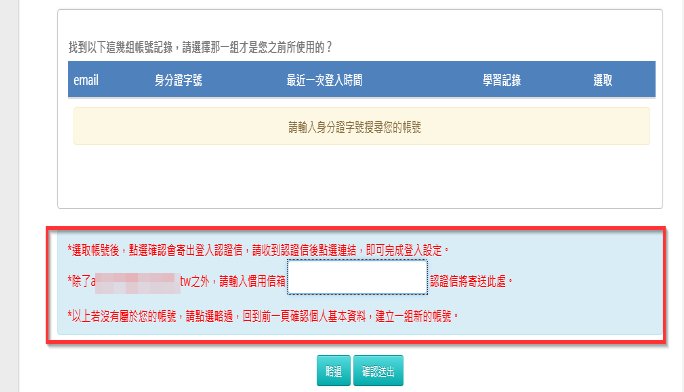 找到以下這幾組帳號記錄，請選擇那一組才是您之前所使用的？
email 身分證字號 最近一次登入時間 學習記錄 選取
請輸入身分證字號搜尋您的帳號
*選取帳號後，點選確認會寄出登入認證信，請收到認證信後點選連結，即可完成登入設定。
*除了a tw之外，請輸入慣用信箱 認證信將寄送此處。
*以上若沒有屬於您的帳號，請點選略過，回到前一頁確認個人基本資料，建立一組新的帳號。
略過 確認送出